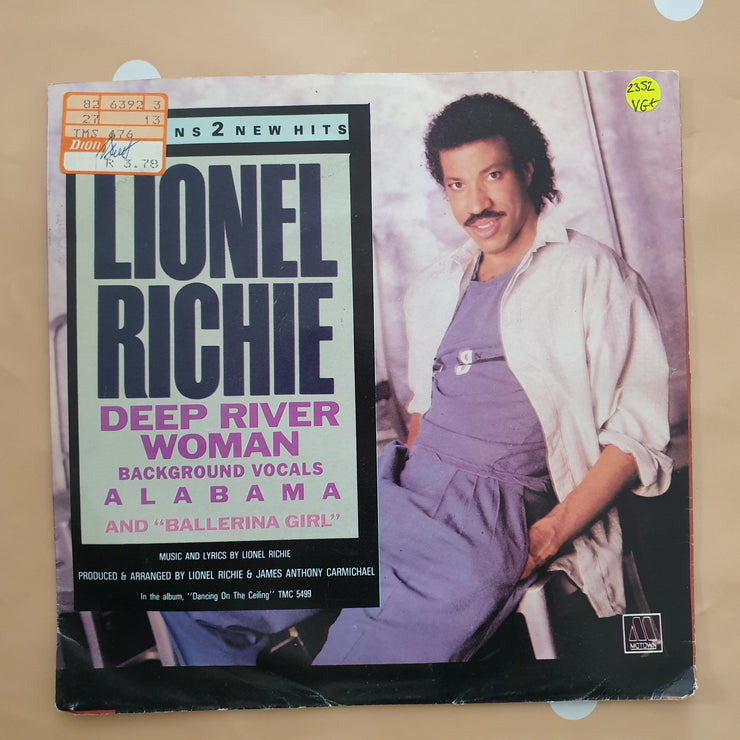 82 6392 3
27 13
TMS 676
Dion
R 3.78
NS 2 NEW HITS
2352
VG+
LIONEL
RICHIE
DEEP RIVER
WOMAN
BACKGROUND VOCALS
ALABAMA
AND "BALLERINA GIRL"
MUSIC AND LYRICS BY LIONEL RICHIE
PRODUCED & ARRANGED BY LIONEL RICHIE & JAMES ANTHONY CARMICHAEL
In the album, "Dancing On The Ceiling" TMC 5499
MOTOWN